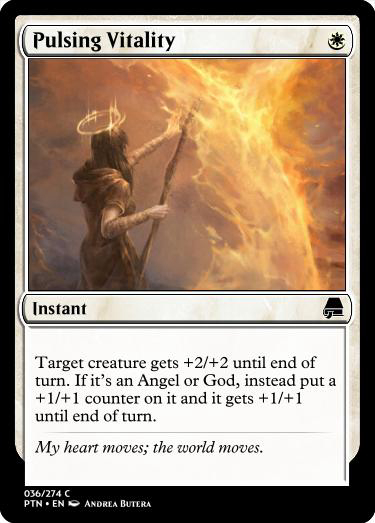 Pulsing Vitality
Instant
Target creature gets +2/+2 until end of
turn. If it's an Angel or God, instead put a
+1/+1 counter on it and it gets +1/+1
until end of turn.
My heart moves; the world moves.
036/274 C
PTN • EN Andrea Butera